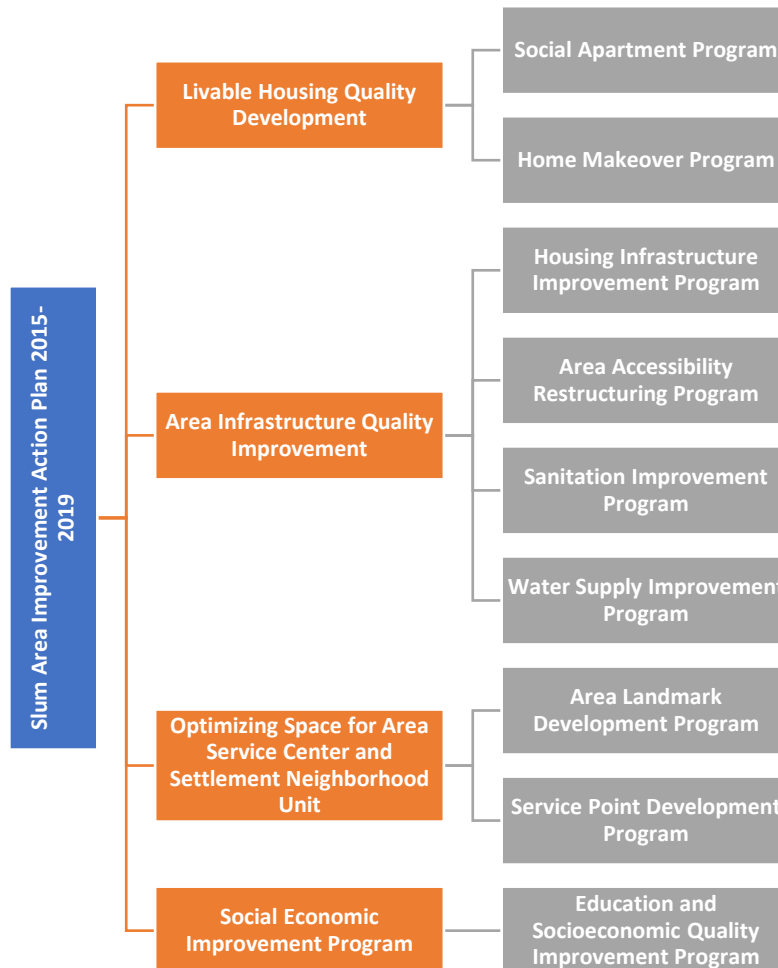 Slum Area Improvement Action Plan 2015-
2019
Livable Housing Quality
Development
Social Apartment Program
Home Makeover Program
Area Infrastructure Quality
Improvement
Housing Infrastructure
Improvement Program
Area Accessibility
Restructuring Program
Sanitation Improvement
Program
Water Supply Improvement
Program
Optimizing Space for Area
Service Center and
Settlement Neighborhood
Unit
Area Landmark
Development Program
Service Point Development
Program
Social Economic
Improvement Program
Education and
Socioeconomic Quality
Improvement Program